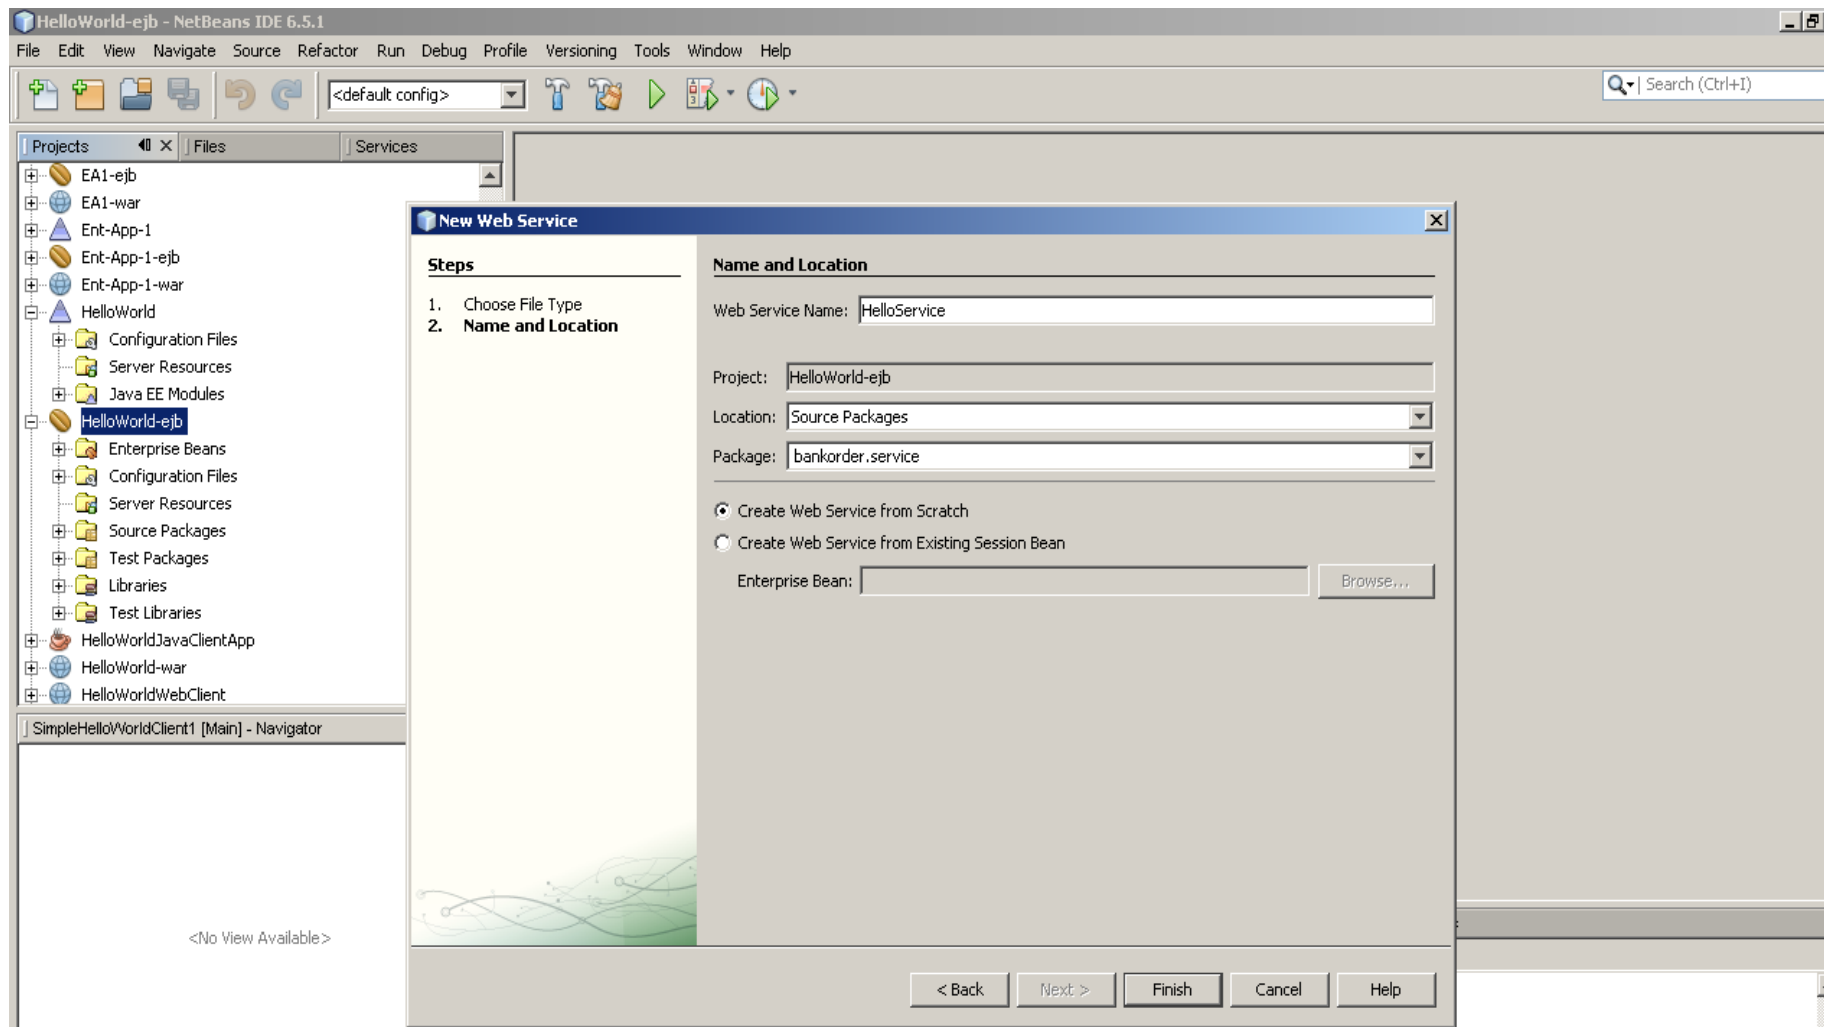 HelloWorld-ejb - NetBeans IDE 6.5.1
File Edit View Navigate Source Refactor Run Debug Profile Versioning Tools Window Help
<default config>
Search (Ctrl+I)
Projects Files Services
EA1-ejb
EA1-war
Ent-App-1
Ent-App-1-ejb
Ent-App-1-war
HelloWorld
Configuration Files
Server Resources
Java EE Modules
HelloWorld-ejb
Enterprise Beans
Configuration Files
Server Resources
Source Packages
Test Packages
Libraries
Test Libraries
HelloWorldJavaClientApp
HelloWorld-war
HelloWorldWebClient
SimpleHelloWorldClient1 [Main] - Navigator
<No View Available>
New Web Service
Steps
1. Choose File Type
2. Name and Location
Name and Location
Web Service Name: HelloService
Project: HelloWorld-ejb
Location: Source Packages
Package: bankorder.service
Create Web Service from Scratch
Create Web Service from Existing Session Bean
Enterprise Bean: Browse...
< Back Next > Finish Cancel Help